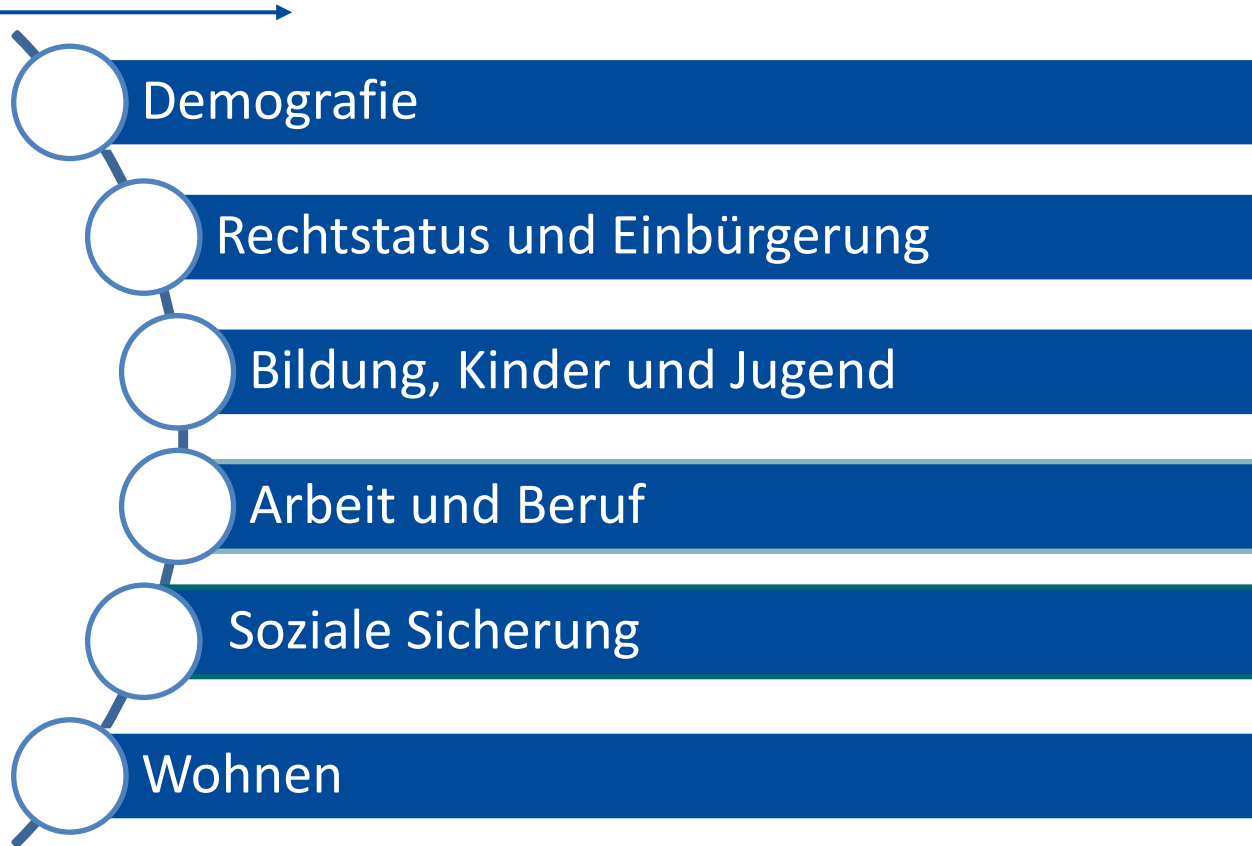 Demografie
Rechtstatus und Einbürgerung
Bildung, Kinder und Jugend
Arbeit und Beruf
Soziale Sicherung
Wohnen